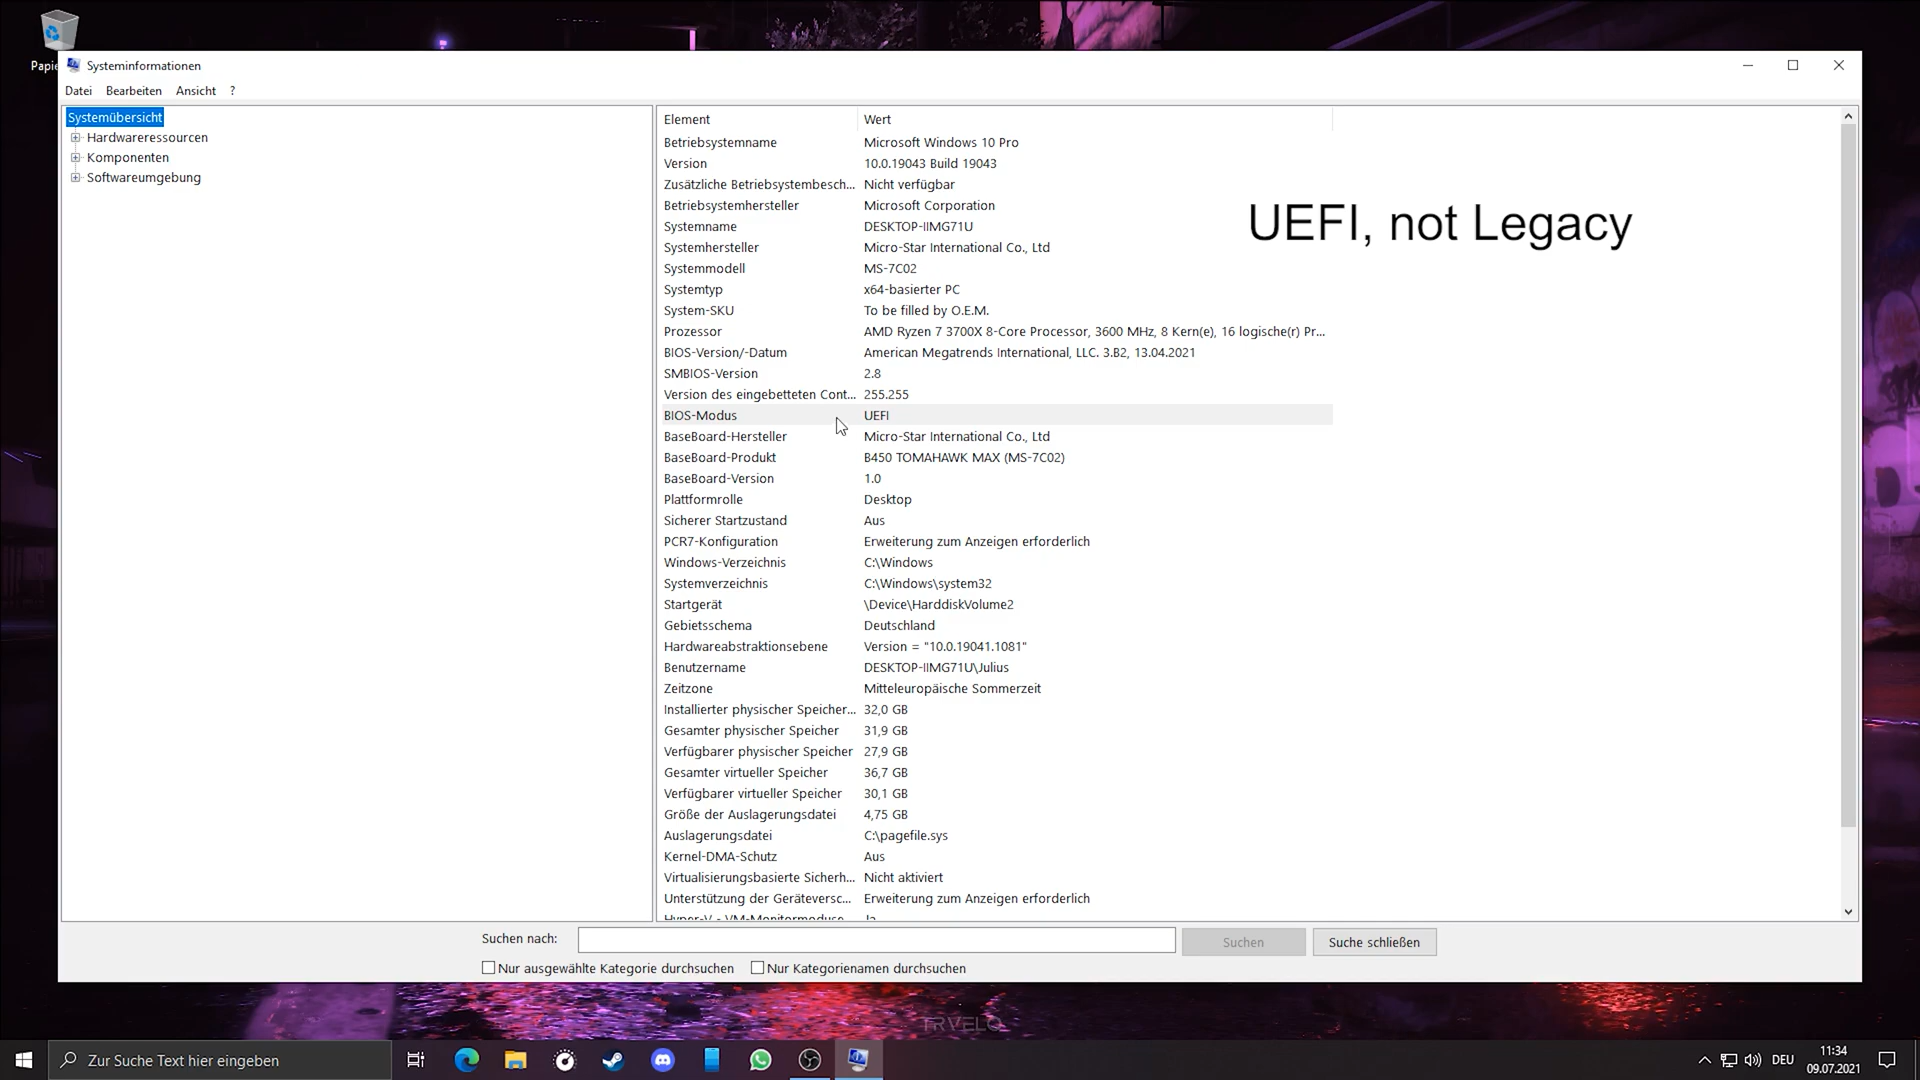 Papie
Systeminformationen
Datei Bearbeiten Ansicht ?
Systemübersicht
Hardwareressourcen
Komponenten
Softwareumgebung
Element Wert
Betriebsystemname Microsoft Windows 10 Pro
Version 10.0.19043 Build 19043
Zusätzliche Betriebsystembesch... Nicht verfügbar
Betriebsystemhersteller Microsoft Corporation
Systemname DESKTOP-IIMG71U
Systemhersteller Micro-Star International Co., Ltd
Systemmodell MS-7C02
Systemtyp x64-basierter PC
System-SKU To be filled by O.E.M.
Prozessor AMD Ryzen 7 3700X 8-Core Processor, 3600 MHz, 8 Kern(e), 16 logische(r) Pr...
BIOS-Version/-Datum American Megatrends International, LLC. 3.B2, 13.04.2021
SMBIOS-Version 2.8
Version des eingebetteten Cont... 255.255
BIOS-Modus UEFI
BaseBoard-Hersteller Micro-Star International Co., Ltd
BaseBoard-Produkt B450 TOMAHAWK MAX (MS-7C02)
BaseBoard-Version 1.0
Plattformrolle Desktop
Sicherer Startzustand Aus
PCR7-Konfiguration Erweiterung zum Anzeigen erforderlich
Windows-Verzeichnis C:\Windows
Systemverzeichnis C:\Windows\system32
Startgerät \Device\HarddiskVolume2
Gebietsschema Deutschland
Hardwareabstraktionsebene Version = "10.0.19041.1081"
Benutzername DESKTOP-IIMG71U\Julius
Zeitzone Mitteleuropäische Sommerzeit
Installierter physischer Speicher... 32,0 GB
Gesamter physischer Speicher 31,9 GB
Verfügbarer physischer Speicher 27,9 GB
Gesamter virtueller Speicher 36,7 GB
Verfügbarer virtueller Speicher 30,1 GB
Größe der Auslagerungsdatei 4,75 GB
Auslagerungsdatei C:\pagefile.sys
Kernel-DMA-Schutz Aus
Virtualisierungsbasierte Sicherh... Nicht aktiviert
Unterstützung der Geräteversc... Erweiterung zum Anzeigen erforderlich
Hyper-V - VM-Monitormoduse... Ja
UEFI, not Legacy
Suchen nach: Suchen Suche schließen
Nur ausgewählte Kategorie durchsuchen Nur Kategorienamen durchsuchen
TRVELO
Zur Suche Text hier eingeben
DEU
11:34
09.07.2021